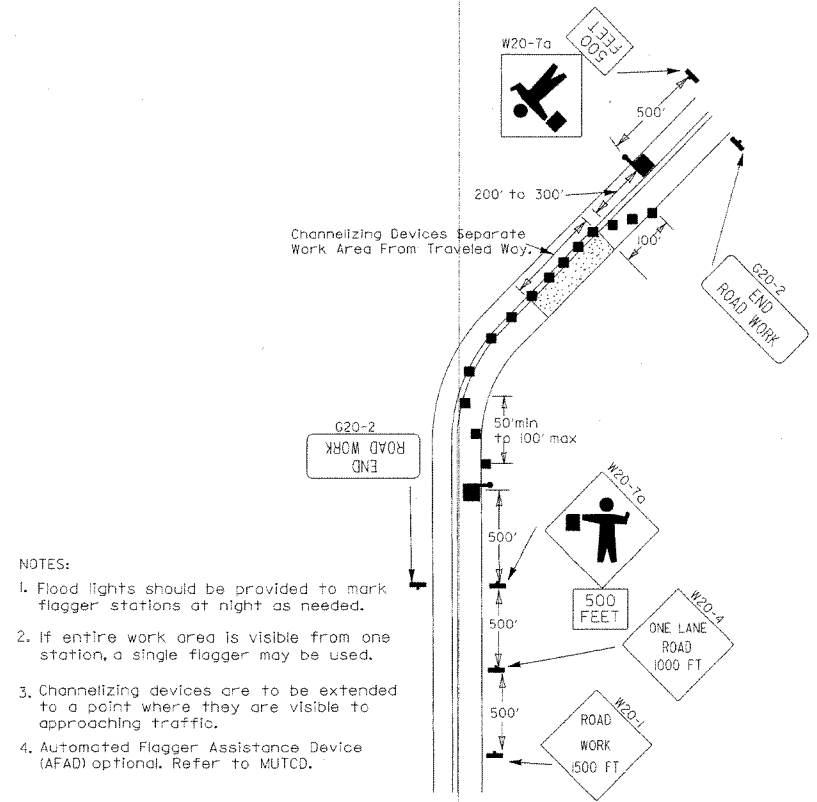 W20-7a
500
FEET
500'
200' to 300'
Channelizing Devices Separate
Work Area From Traveled Way.
100'
G20-2
END
ROAD WORK
G20-2
END
ROAD WORK
50'min
to 100' max
W20-7a
500'
500
FEET
500'
W20-4
ONE LANE
ROAD
1000 FT
500'
W20-1
ROAD
WORK
1500 FT
NOTES:
1. Flood lights should be provided to mark
flagger stations at night as needed.
2. If entire work area is visible from one
station, a single flagger may be used.
3. Channelizing devices are to be extended
to a point where they are visible to
approaching traffic.
4. Automated Flagger Assistance Device
(AFAD) optional. Refer to MUTCD.